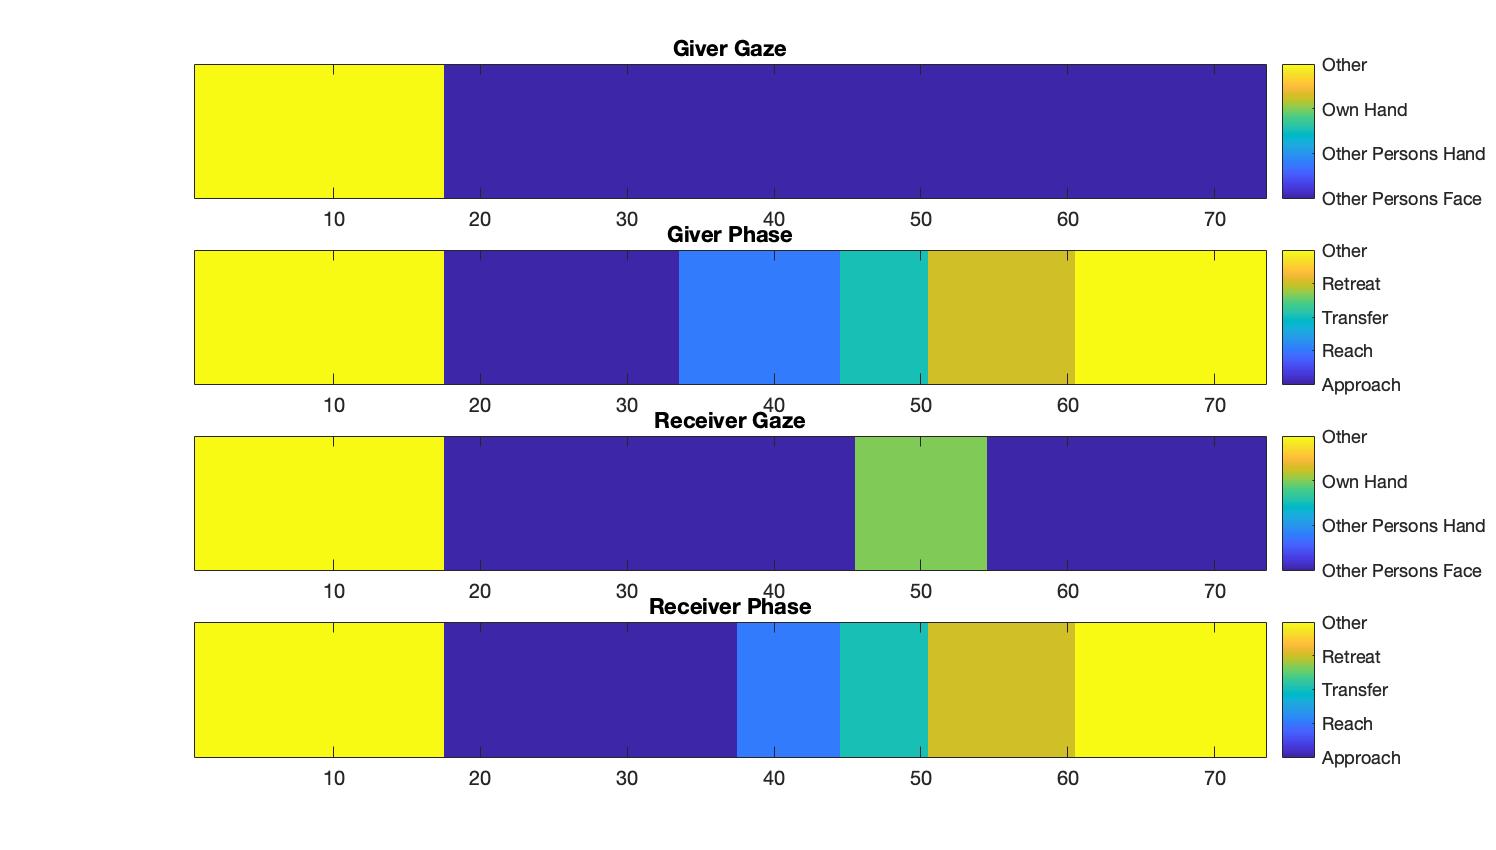 Giver Gaze
Other
Own Hand
Other Persons Hand
Other Persons Face
10 20 30 40 50 60 70
Giver Phase
Other
Retreat
Transfer
Reach
Approach
10 20 30 40 50 60 70
Receiver Gaze
Other
Own Hand
Other Persons Hand
Other Persons Face
10 20 30 40 50 60 70
Receiver Phase
Other
Retreat
Transfer
Reach
Approach
10 20 30 40 50 60 70